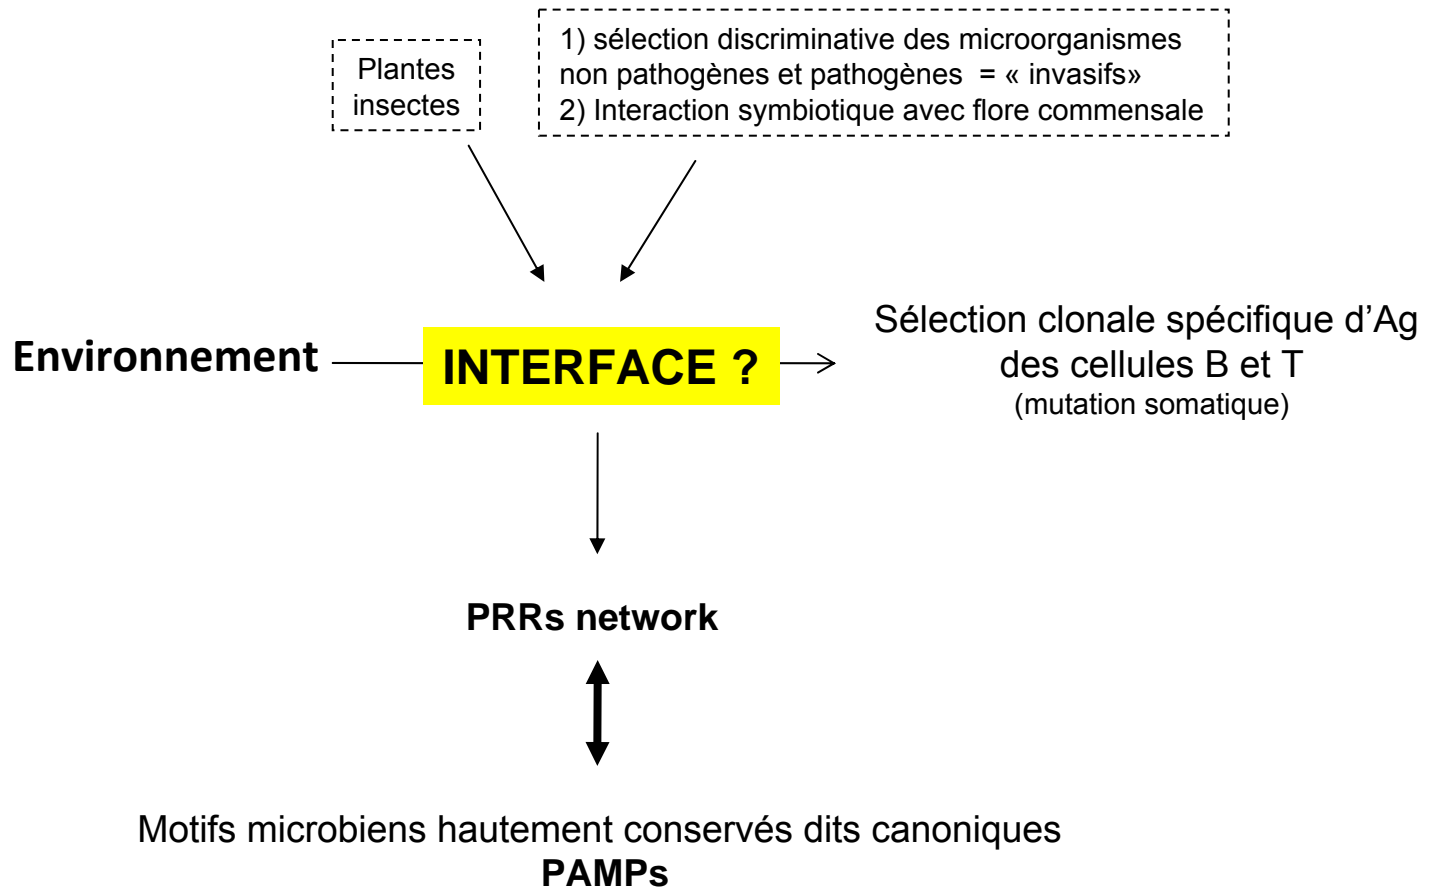 Plantes
insectes
1) sélection discriminative des microorganismes
non pathogènes et pathogènes = « invasifs»
2) Interaction symbiotique avec flore commensale
Environnement
INTERFACE ?
Sélection clonale spécifique d’Ag
des cellules B et T
(mutation somatique)
PRRs network
Motifs microbiens hautement conservés dits canoniques
PAMPs